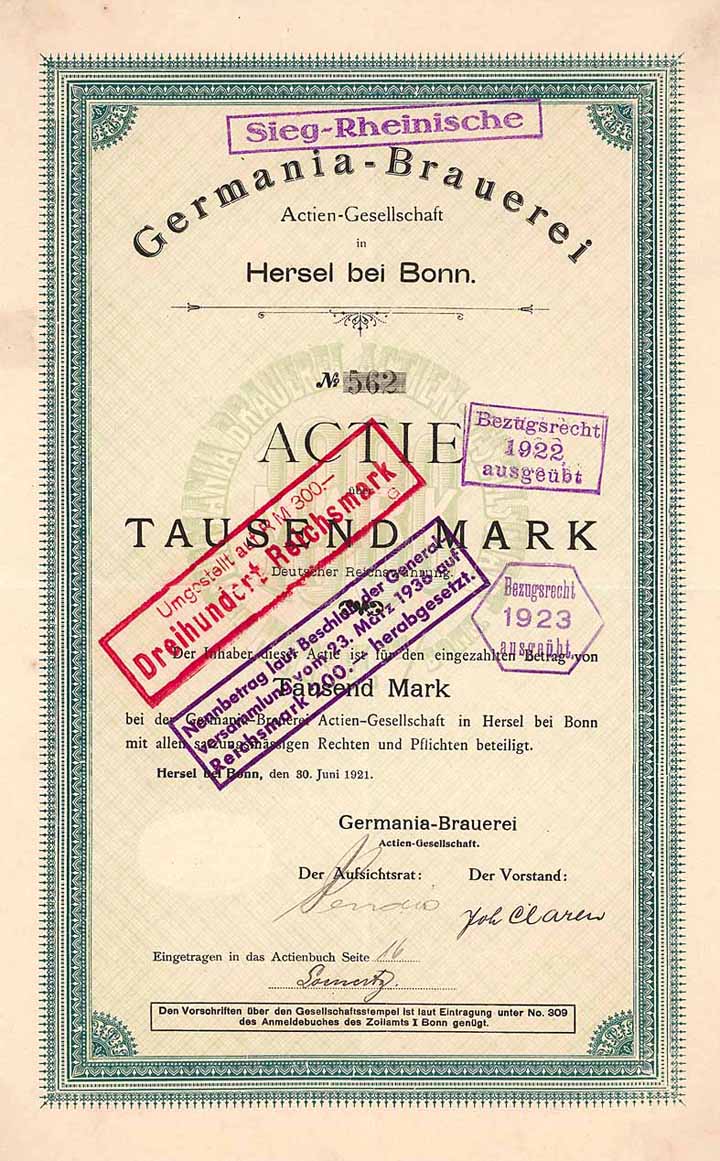 Sieg-Rheinische
Germania-Brauerei
Actien-Gesellschaft
in
Hersel bei Bonn.
№ 562
ACTIE
über
TAUSEND MARK
Deutscher Reichswährung.
Bezugsrecht
1922
ausgeübt
Umgestellt auf RM 300.—
Dreihundert Reichsmark
Bezugsrecht
1923
ausgeübt
Nennbetrag laut Beschluß der General-
versammlung vom 23. März 1936 auf
Reichsmark 200.— herabgesetzt.
Der Inhaber dieser Actie ist für den eingezahlten Betrag von
Tausend Mark
bei der Germania-Brauerei Actien-Gesellschaft in Hersel bei Bonn
mit allen satzungsmässigen Rechten und Pflichten beteiligt.
Hersel bei Bonn, den 30. Juni 1921.
Germania-Brauerei
Actien-Gesellschaft.
Der Aufsichtsrat: Der Vorstand:
Joh Claren
Eingetragen in das Actienbuch Seite 16
Den Vorschriften über den Gesellschaftsstempel ist laut Eintragung unter No. 309
des Anmeldebuches des Zollamts I Bonn genügt.